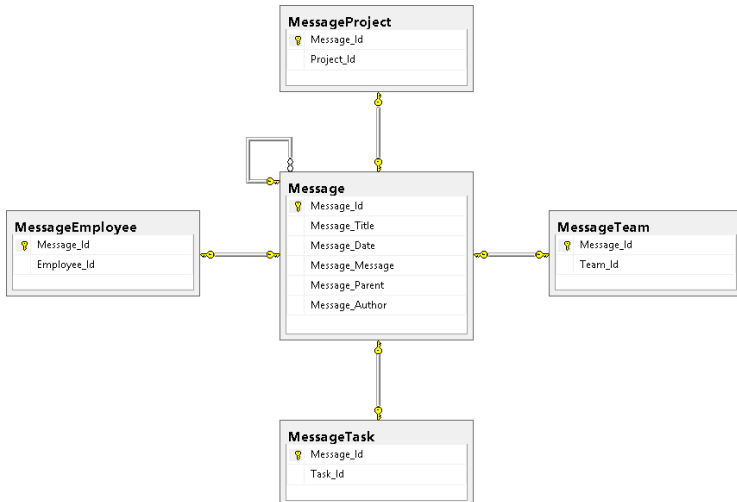 MessageProject
Message_Id
Project_Id
Message
Message_Id
Message_Title
Message_Date
Message_Message
Message_Parent
Message_Author
MessageEmployee
Message_Id
Employee_Id
MessageTeam
Message_Id
Team_Id
MessageTask
Message_Id
Task_Id